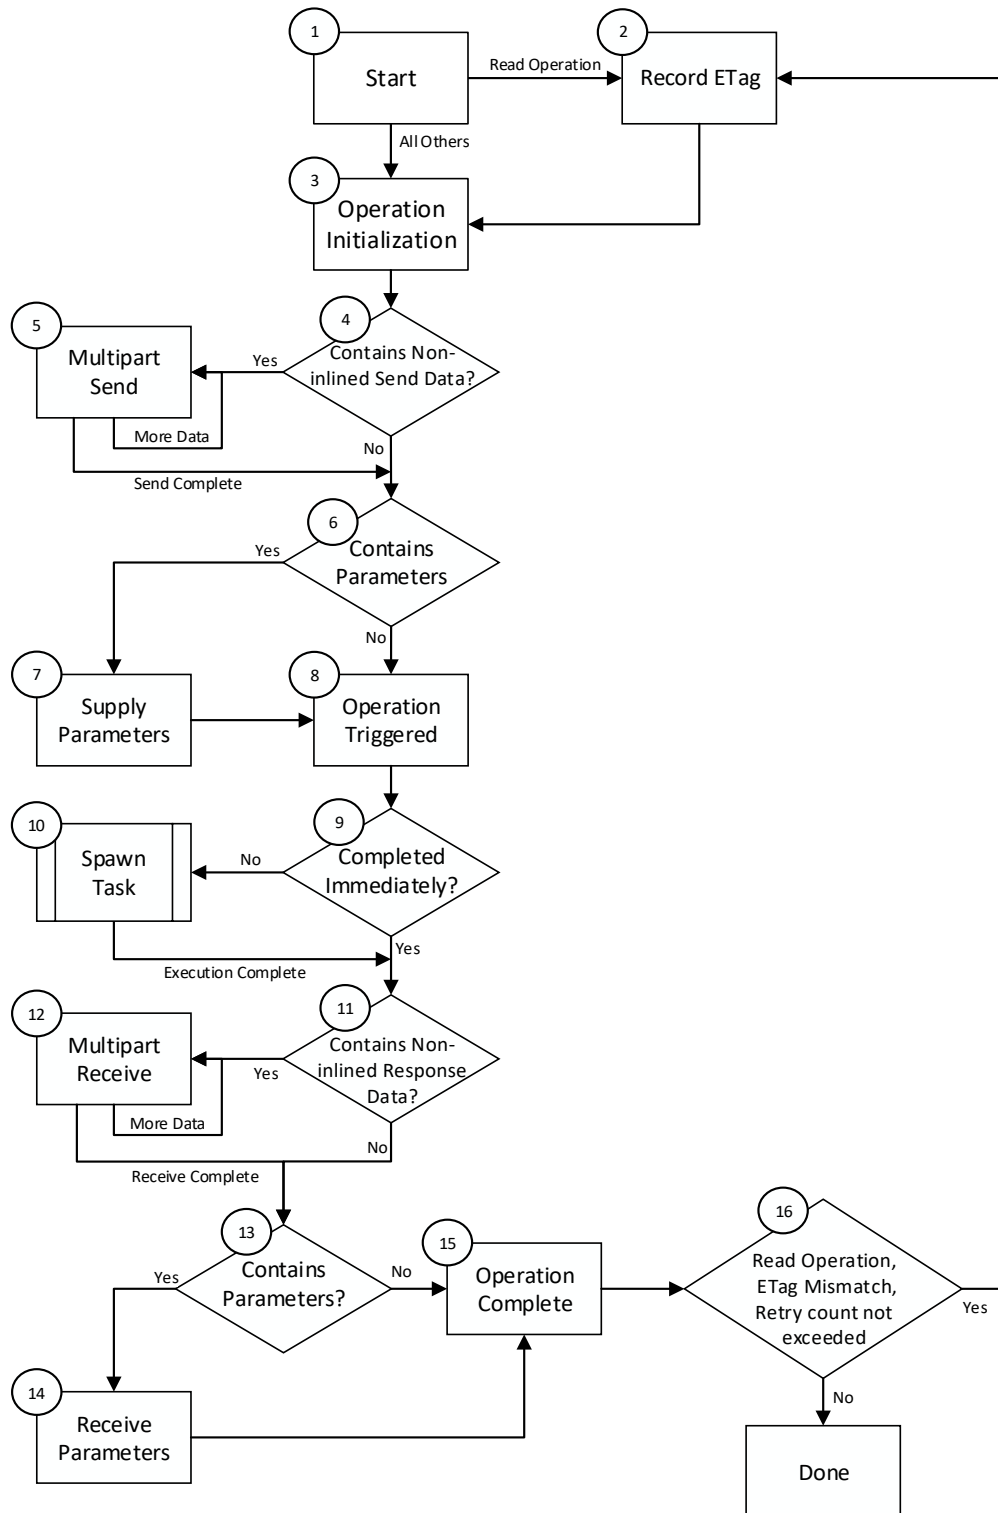 1
Start
Read Operation
2
Record ETag
All Others
3
Operation
Initialization
4
Contains Non-
inlined Send Data?
Yes
5
Multipart
Send
More Data
No
Send Complete
6
Contains
Parameters
Yes
No
7
Supply
Parameters
8
Operation
Triggered
9
Completed
Immediately?
No
10
Spawn
Task
Yes
Execution Complete
11
Contains Non-
inlined Response
Data?
Yes
12
Multipart
Receive
More Data
No
Receive Complete
13
Contains
Parameters?
Yes
No
14
Receive
Parameters
15
Operation
Complete
16
Read Operation,
ETag Mismatch,
Retry count not
exceeded
Yes
No
Done